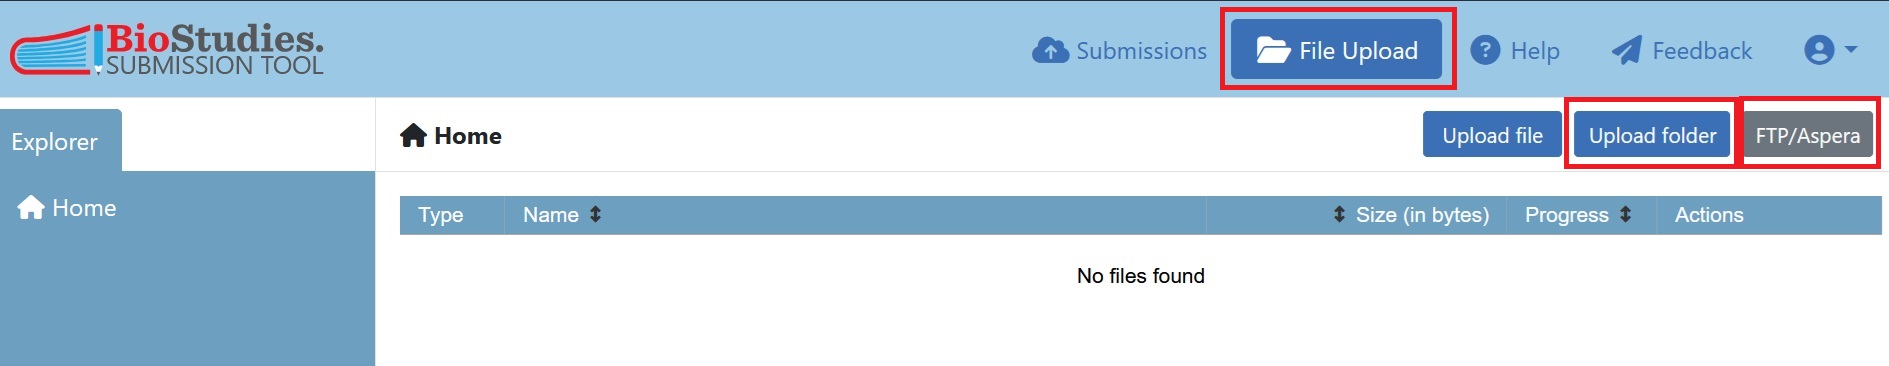 BioStudies.
SUBMISSION TOOL
Submissions
File Upload
? Help
Feedback
Explorer
Home
Home
Upload file
Upload folder
FTP/Aspera
Type Name Size (in bytes) Progress Actions
No files found